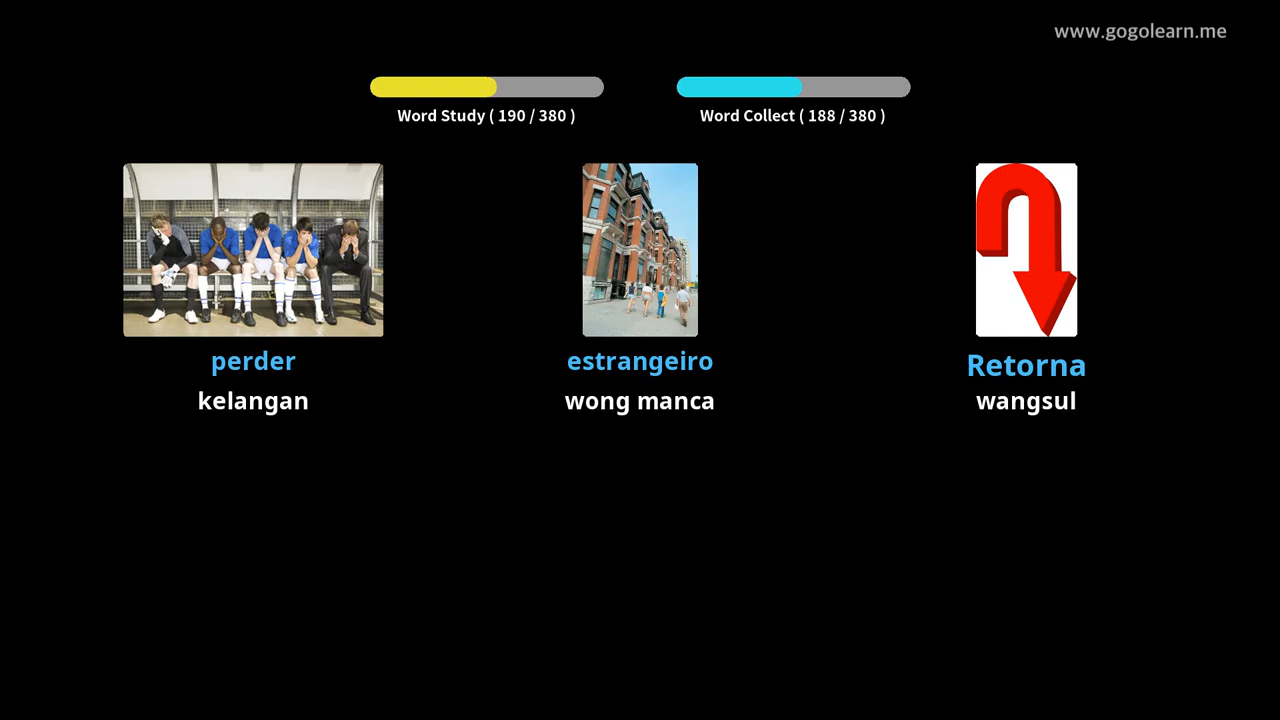 www.gogolearn.me
Word Study ( 190 / 380 )
Word Collect ( 188 / 380 )
perder
estrangeiro
Retorna
kelangan
wong manca
wangsul